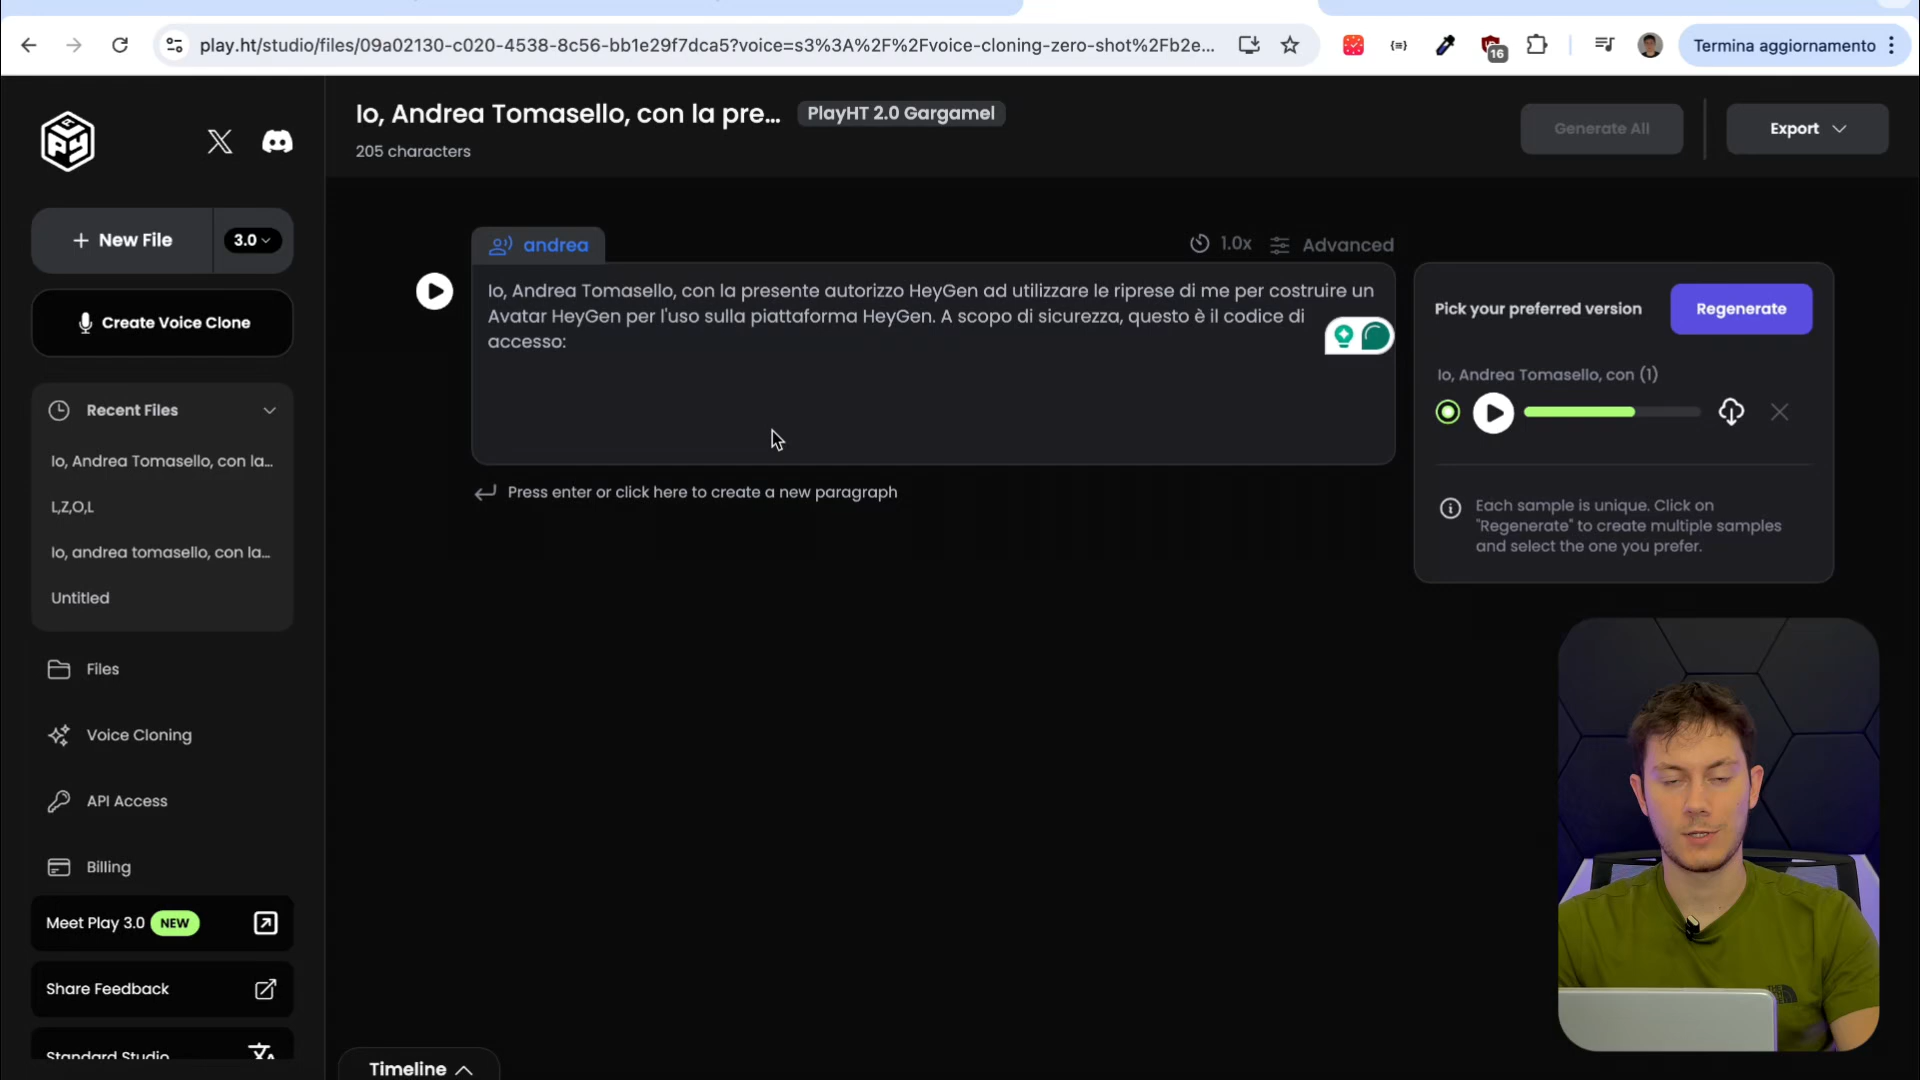 play.ht/studio/files/09a02130-c020-4538-8c56-bb1e29f7dca5?voice=s3%3A%2F%2Fvoice-cloning-zero-shot%2Fb2e...
16
Termina aggiornamento
Io, Andrea Tomasello, con la pre...
PlayHT 2.0 Gargamel
205 characters
Generate All
Export
New File
3.0
Create Voice Clone
Recent Files
Io, Andrea Tomasello, con la...
L,Z,O,L
Io, andrea tomasello, con la...
Untitled
Files
Voice Cloning
API Access
Billing
Meet Play 3.0 NEW
Share Feedback
Standard Studio
andrea
1.0x
Advanced
Io, Andrea Tomasello, con la presente autorizzo HeyGen ad utilizzare le riprese di me per costruire un
Avatar HeyGen per l'uso sulla piattaforma HeyGen. A scopo di sicurezza, questo è il codice di
accesso:
Press enter or click here to create a new paragraph
Pick your preferred version
Regenerate
Io, Andrea Tomasello, con (1)
Each sample is unique. Click on
"Regenerate" to create multiple samples
and select the one you prefer.
Timeline